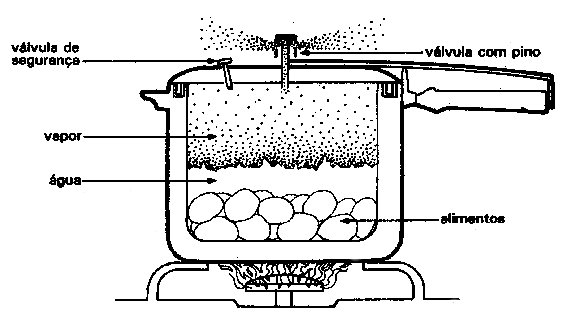 válvula de
segurança
válvula com pino
vapor
água
alimentos